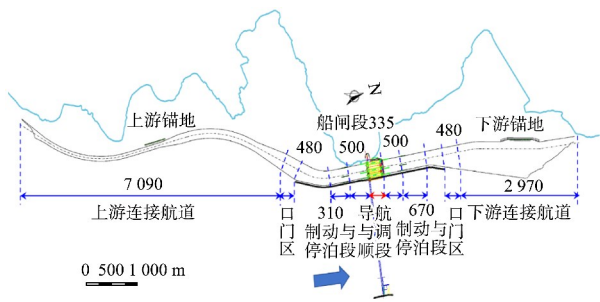 N
上游锚地
船闸段335
下游锚地
480
500
500
480
7 090
310
670
2 970
上游连接航道
口门区
制动与停泊段
导航与调顺段
制动与停泊段
口门区
下游连接航道
0 500 1 000 m